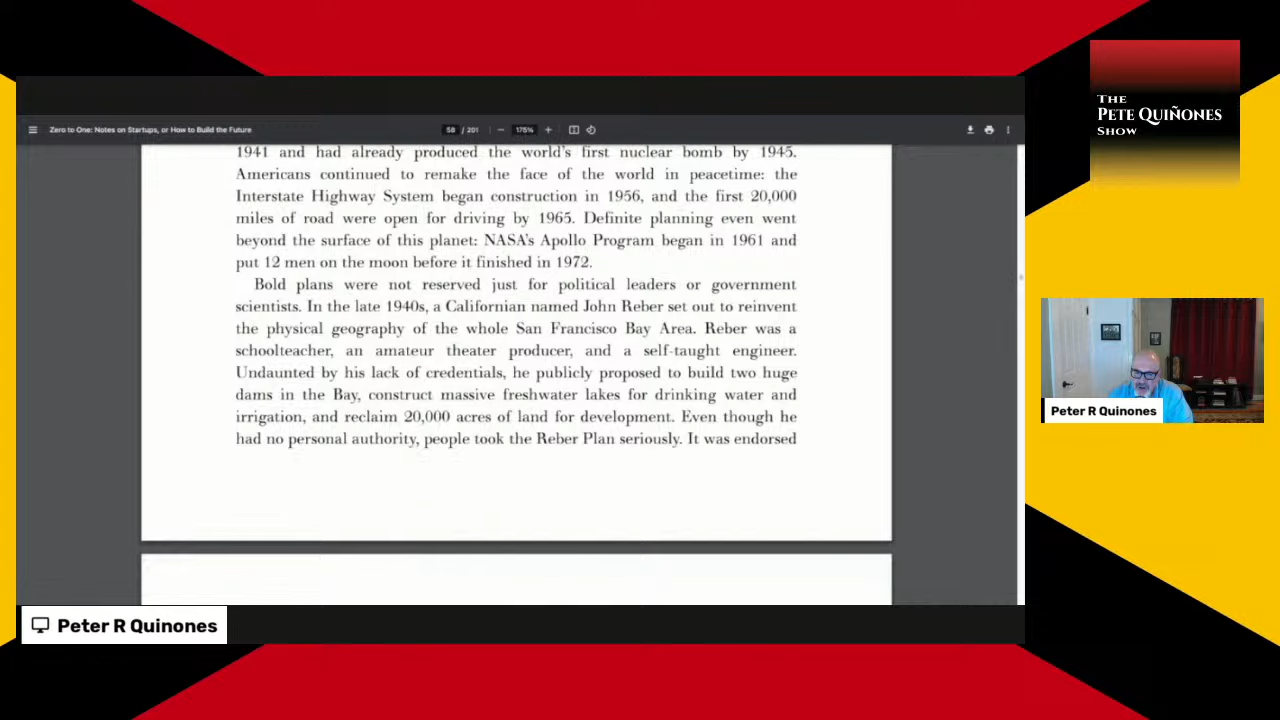 THE
PETE QUIÑONES
SHOW
Zero to One: Notes on Startups, or How to Build the Future
58 / 201
175%
1941 and had already produced the world's first nuclear bomb by 1945.
Americans continued to remake the face of the world in peacetime: the
Interstate Highway System began construction in 1956, and the first 20,000
miles of road were open for driving by 1965. Definite planning even went
beyond the surface of this planet: NASA's Apollo Program began in 1961 and
put 12 men on the moon before it finished in 1972.
Bold plans were not reserved just for political leaders or government
scientists. In the late 1940s, a Californian named John Reber set out to reinvent
the physical geography of the whole San Francisco Bay Area. Reber was a
schoolteacher, an amateur theater producer, and a self-taught engineer.
Undaunted by his lack of credentials, he publicly proposed to build two huge
dams in the Bay, construct massive freshwater lakes for drinking water and
irrigation, and reclaim 20,000 acres of land for development. Even though he
had no personal authority, people took the Reber Plan seriously. It was endorsed
Peter R Quinones
Peter R Quinones